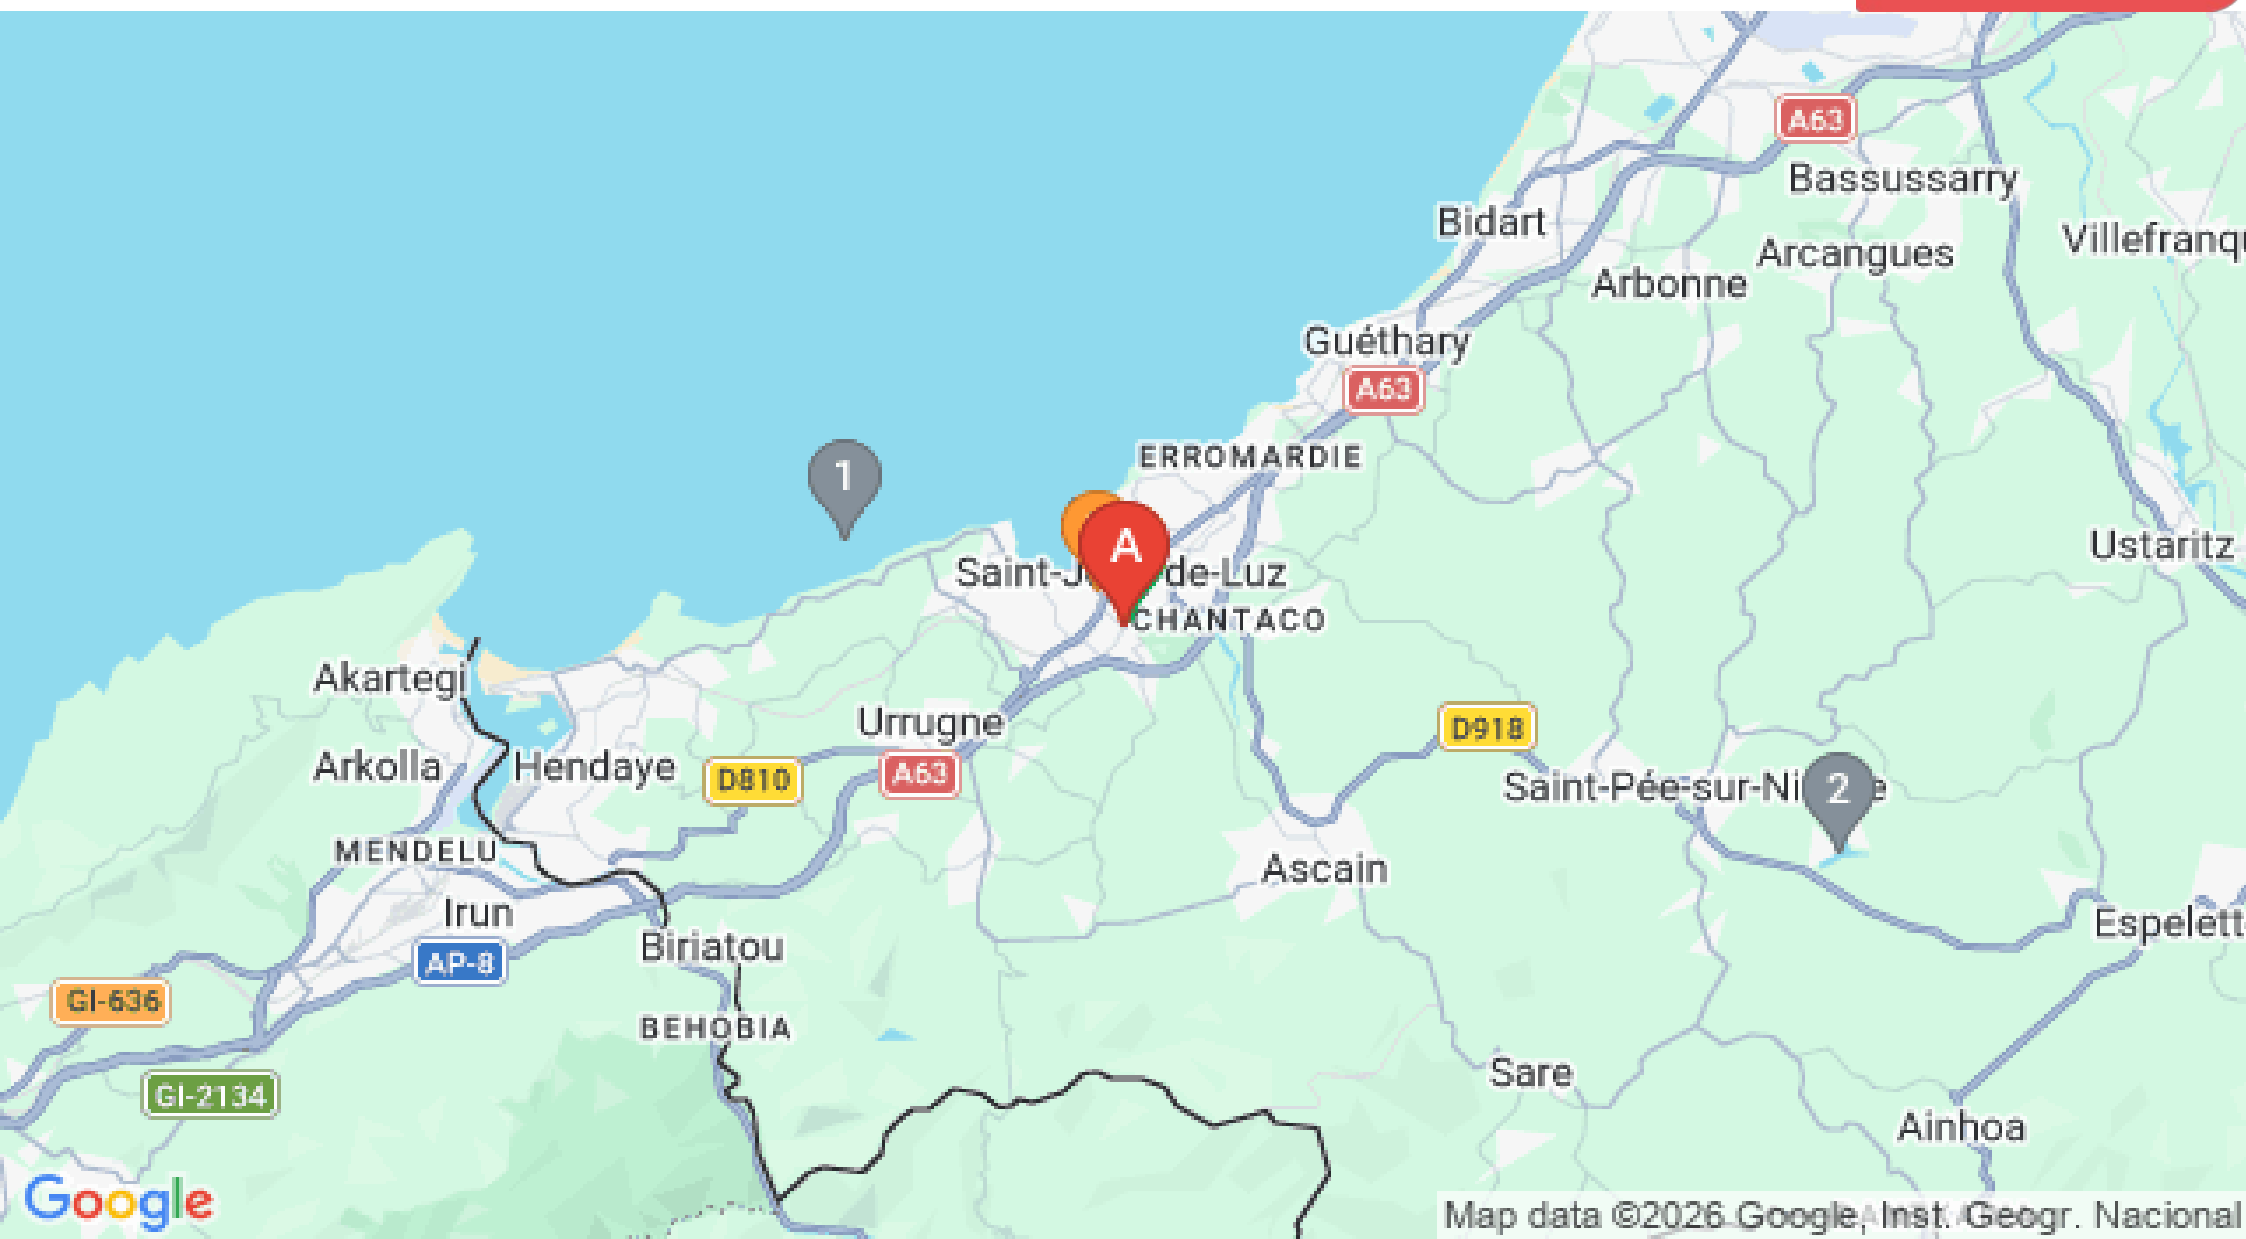 A63
Bassussarry
Bidart
Villefranqu
Arcangues
Arbonne
Guéthary
A63
ERROMARDIE
1
A
Saint-J
de-Luz
CHANTACO
Ustaritz
Akartegi
Urrugne
D918
Arkolla
Hendaye
D810
A63
Saint-Pée-sur-Ni
2
e
MENDELU
Ascain
Irun
Espelett
Biriatou
AP-8
GI-636
BEHOBIA
Sare
GI-2134
Ainhoa
Google
Map data ©2026 Google, Inst. Geogr. Nacional